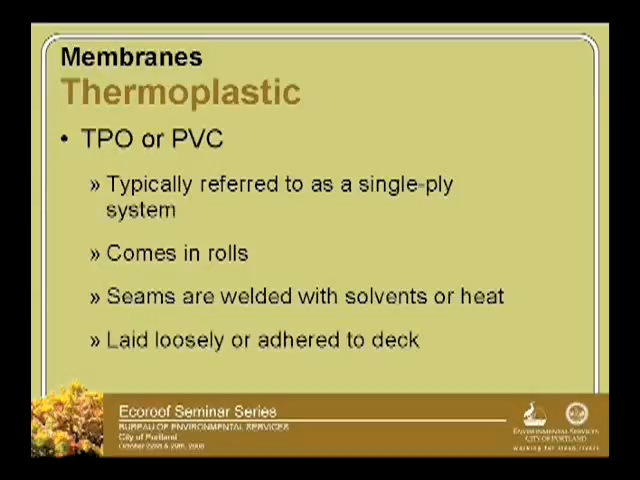 Membranes
Thermoplastic
• TPO or PVC
» Typically referred to as a single-ply
system
» Comes in rolls
» Seams are welded with solvents or heat
» Laid loosely or adhered to deck
Ecoroof Seminar Series
BUREAU OF ENVIRONMENTAL SERVICES
City of Portland
ENVIRONMENTAL SERVICES
CITY OF PORTLAND